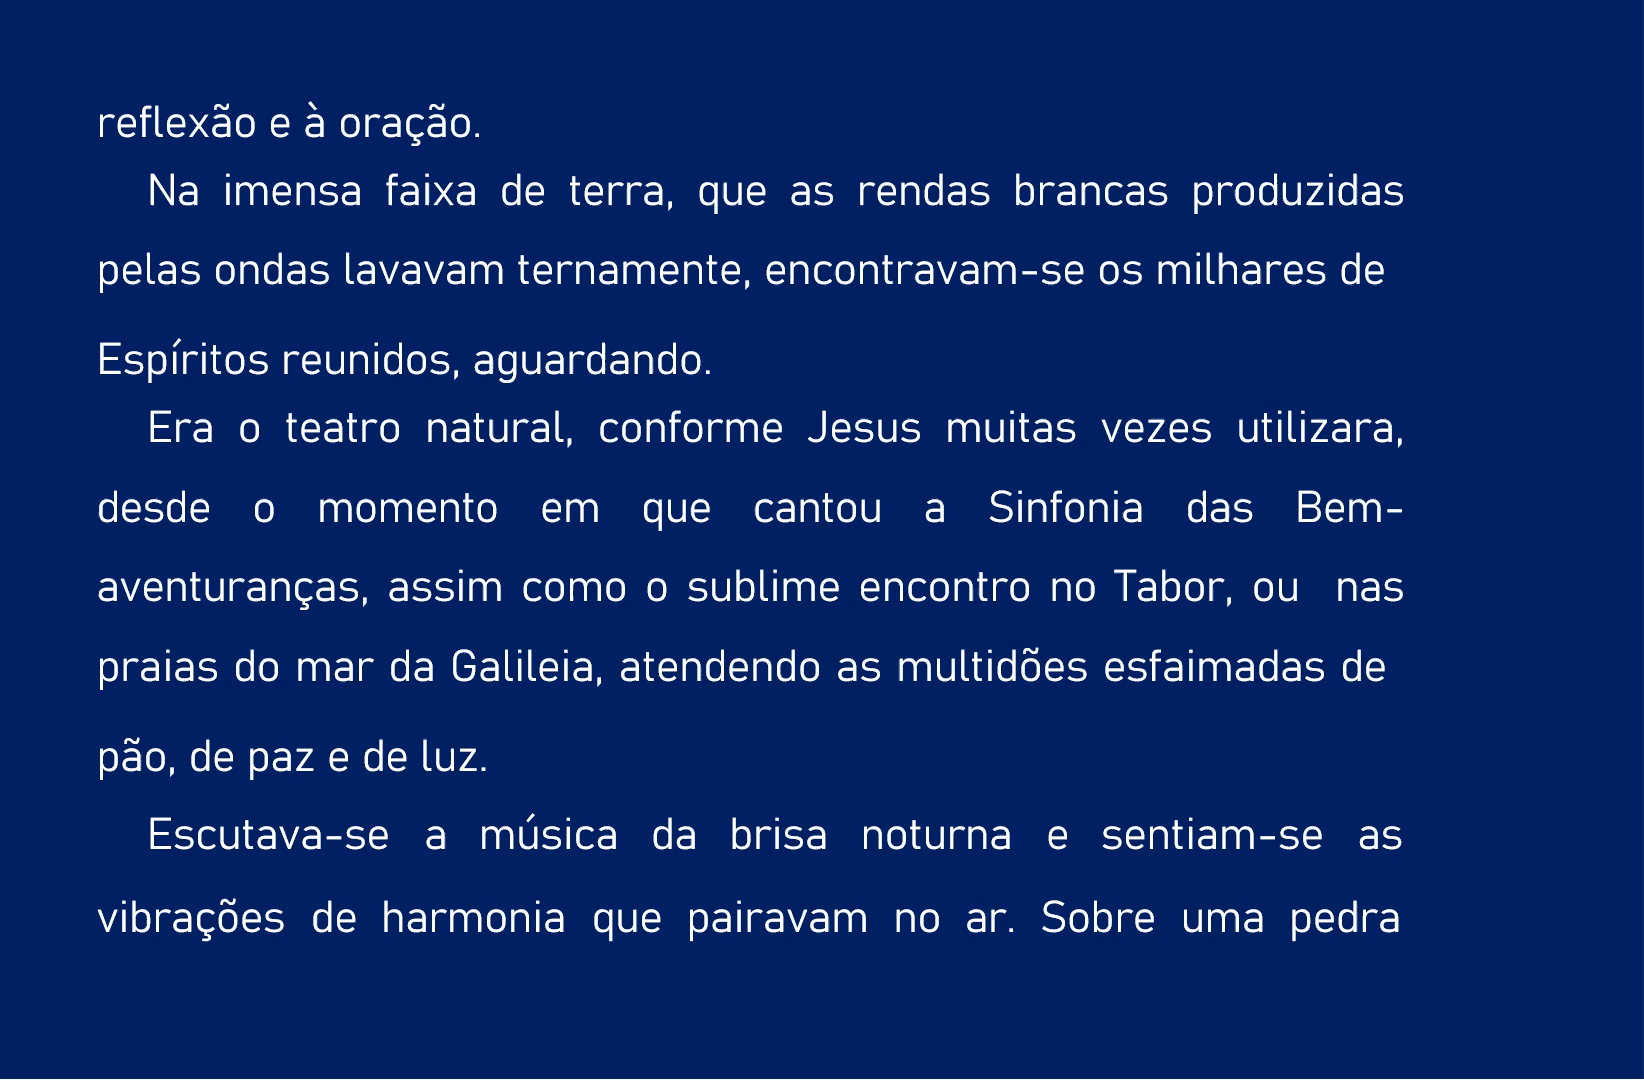 reflexão e à oração.
Na imensa faixa de terra, que as rendas brancas produzidas
pelas ondas lavavam ternamente, encontravam-se os milhares de
Espíritos reunidos, aguardando.
Era o teatro natural, conforme Jesus muitas vezes utilizara,
desde o momento em que cantou a Sinfonia das Bem-
aventuranças, assim como o sublime encontro no Tabor, ou nas
praias do mar da Galileia, atendendo as multidões esfaimadas de
pão, de paz e de luz.
Escutava-se a música da brisa noturna e sentiam-se as
vibrações de harmonia que pairavam no ar. Sobre uma pedra